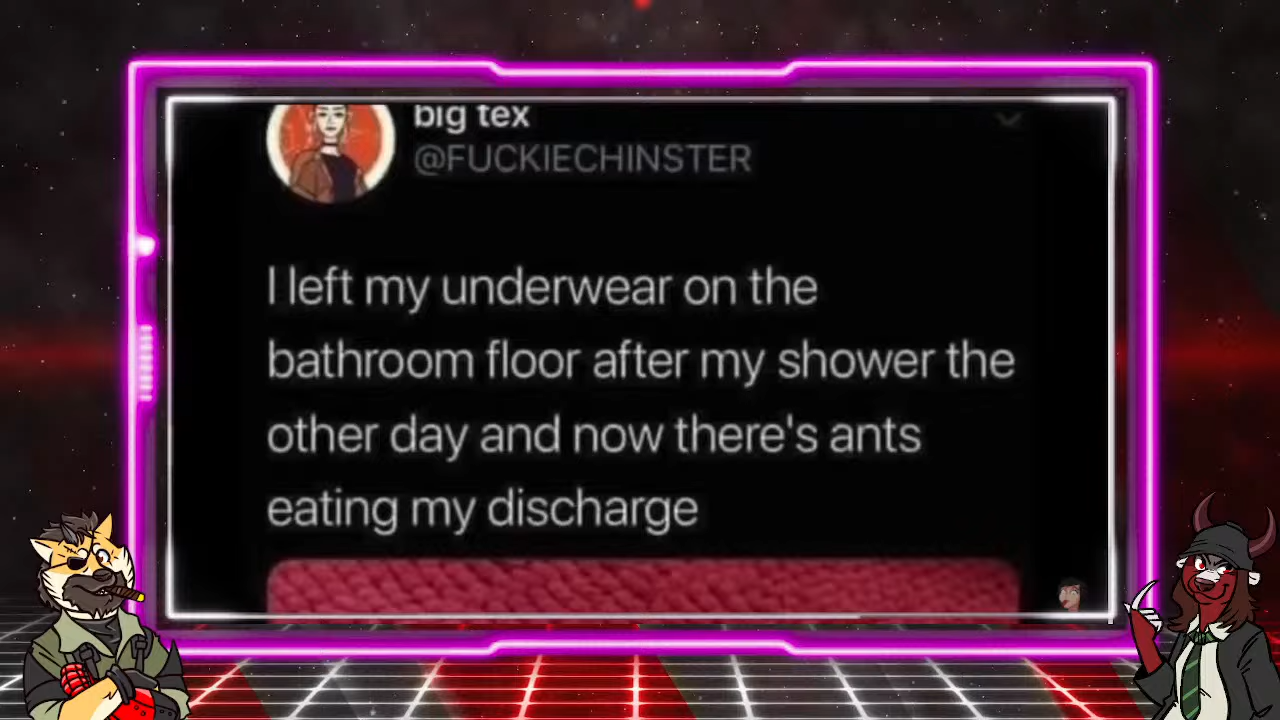 big tex
@FUCKIECHINSTER
I left my underwear on the
bathroom floor after my shower the
other day and now there's ants
eating my discharge